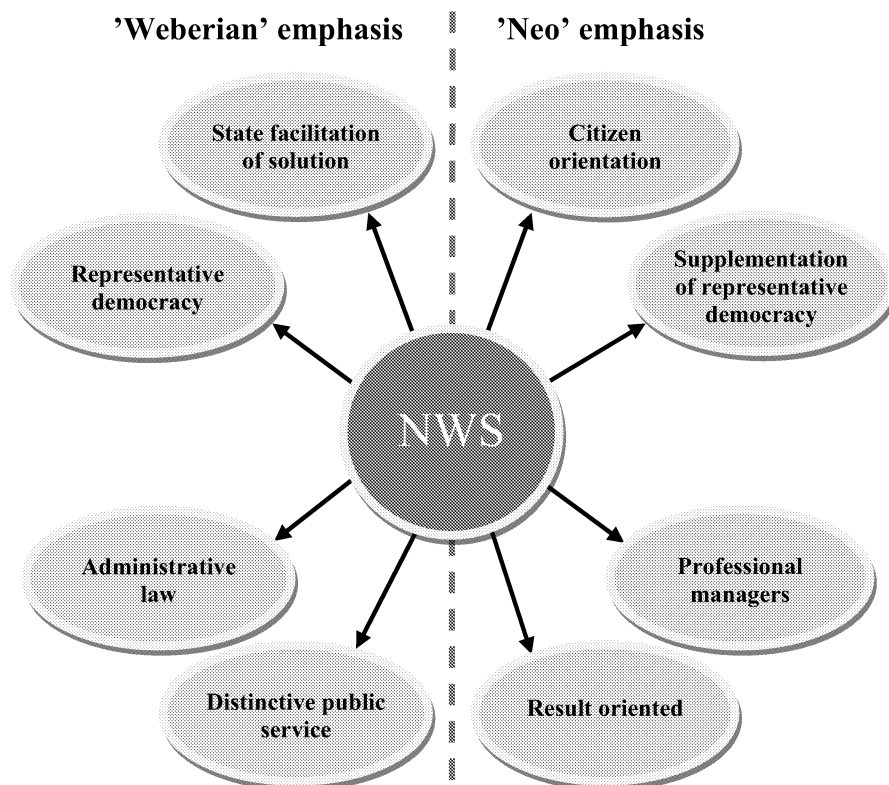 ’Weberian’ emphasis
’Neo’ emphasis
State facilitation
of solution
Citizen
orientation
Representative
democracy
Supplementation
of representative
democracy
NWS
Administrative
law
Professional
managers
Distinctive public
service
Result oriented